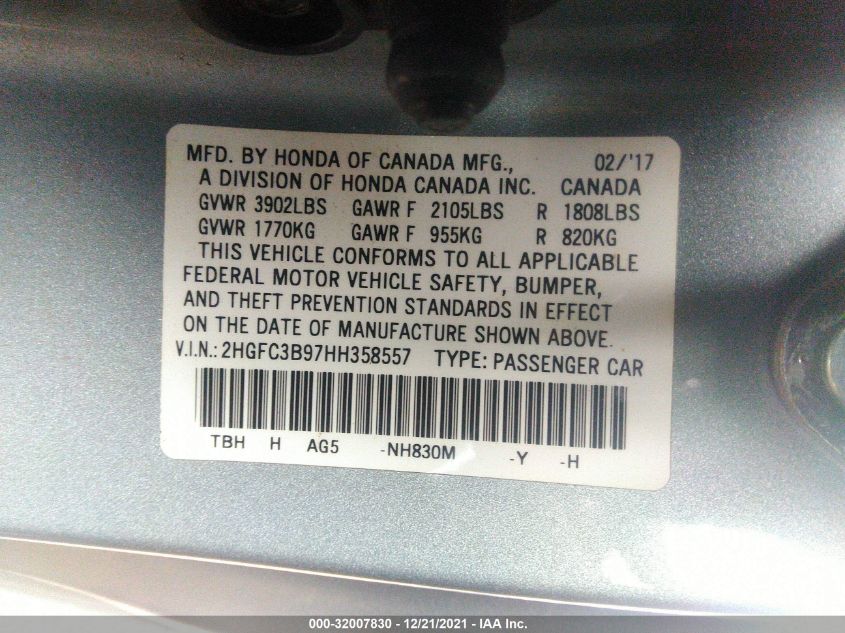 MFD. BY HONDA OF CANADA MFG., 02/'17
A DIVISION OF HONDA CANADA INC. CANADA
GVWR 3902LBS GAWR F 2105LBS R 1808LBS
GVWR 1770KG GAWR F 955KG R 820KG
THIS VEHICLE CONFORMS TO ALL APPLICABLE
FEDERAL MOTOR VEHICLE SAFETY, BUMPER,
AND THEFT PREVENTION STANDARDS IN EFFECT
ON THE DATE OF MANUFACTURE SHOWN ABOVE.
V.I.N.: 2HGFC3B97HH358557 TYPE: PASSENGER CAR
TBH H AG5 -NH830M -Y -H
000-32007830 - 12/21/2021 - IAA Inc.